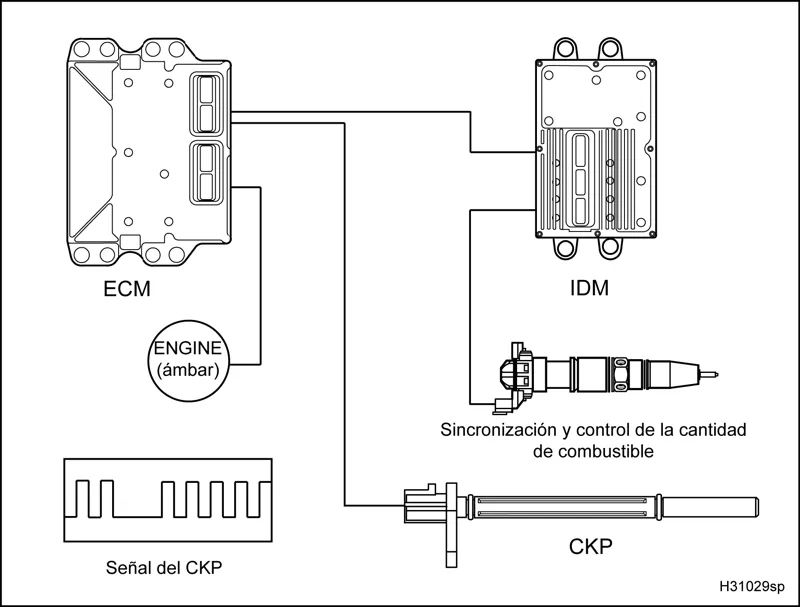 ECM
IDM
ENGINE
(ámbar)
Sincronización y control de la cantidad
de combustible
CKP
Señal del CKP
H31029sp